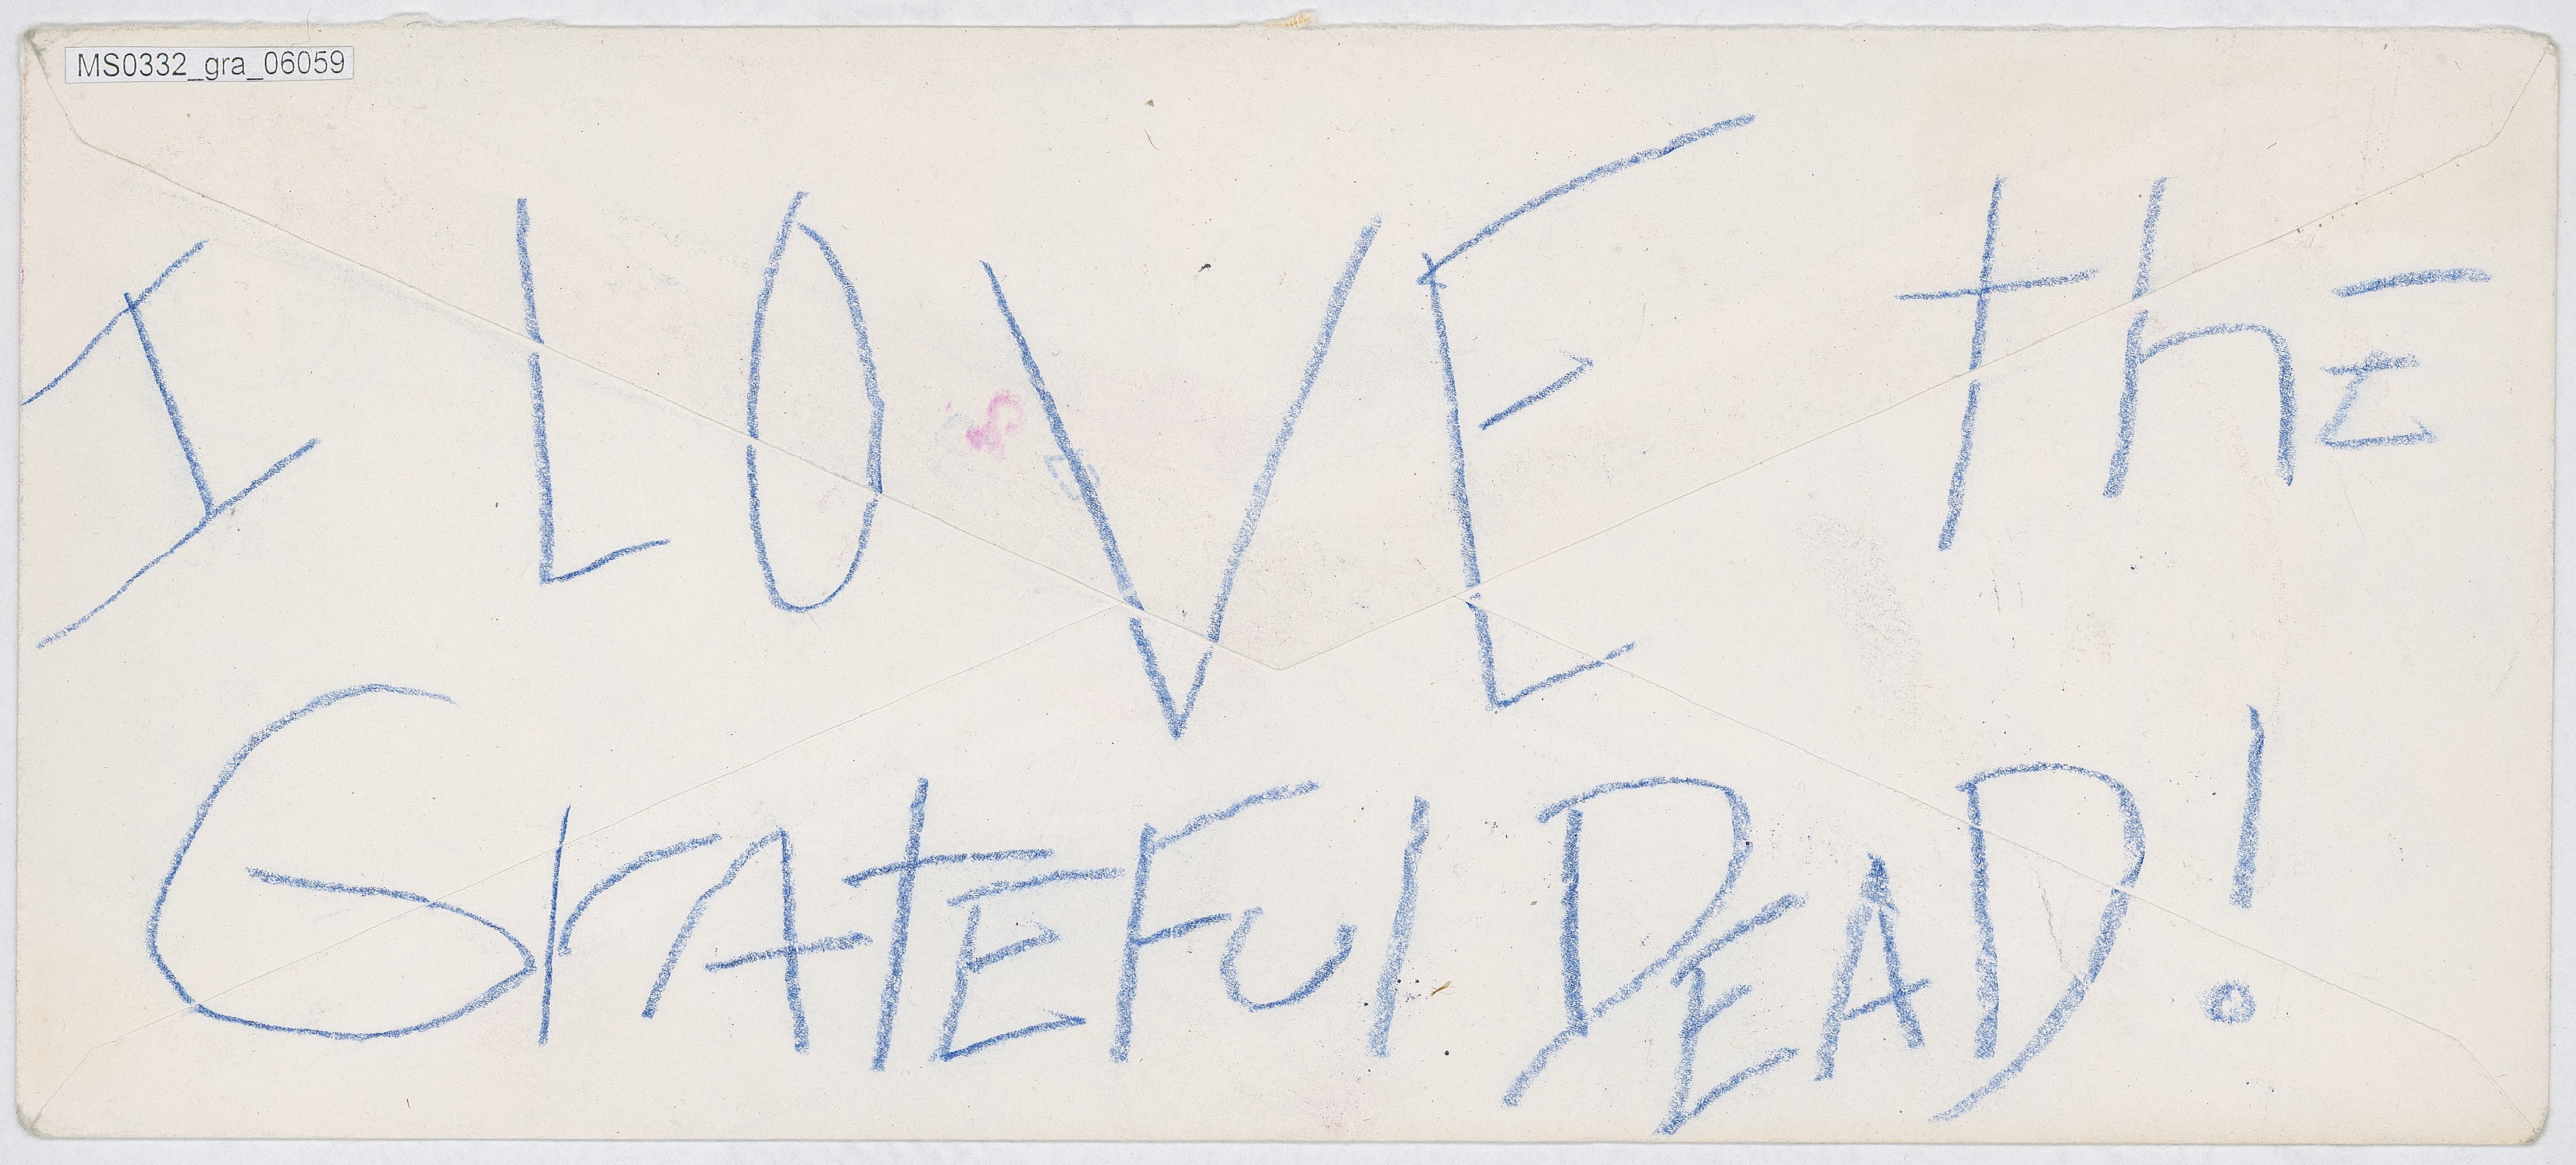 MS0332_gra_06059
I LOVE thE
GrAtEFul DEAD!